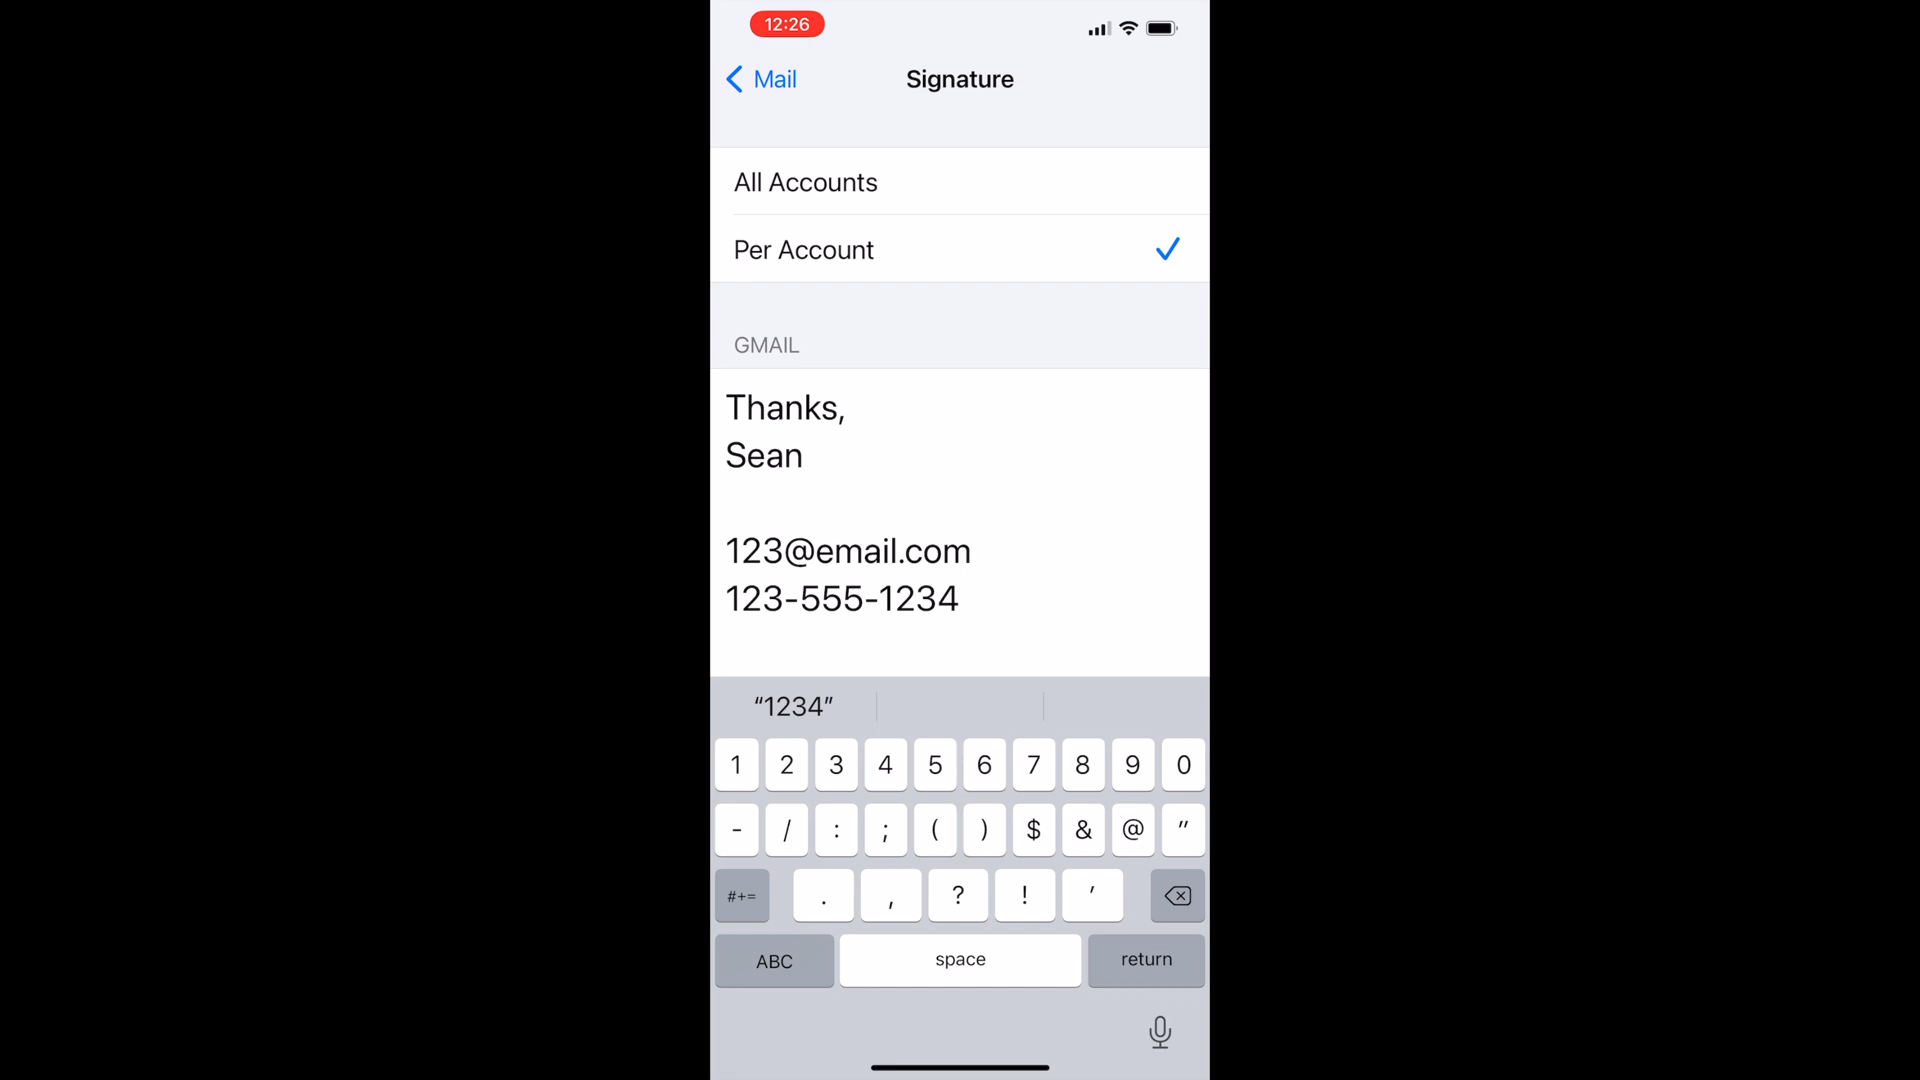 12:26
Mail
Signature
All Accounts
Per Account
GMAIL
Thanks,
Sean
123@email.com
123-555-1234
“1234”
1 2 3 4 5 6 7 8 9 0
- / : ; ( ) $ & @ "
#+= . , ? ! '
ABC space return